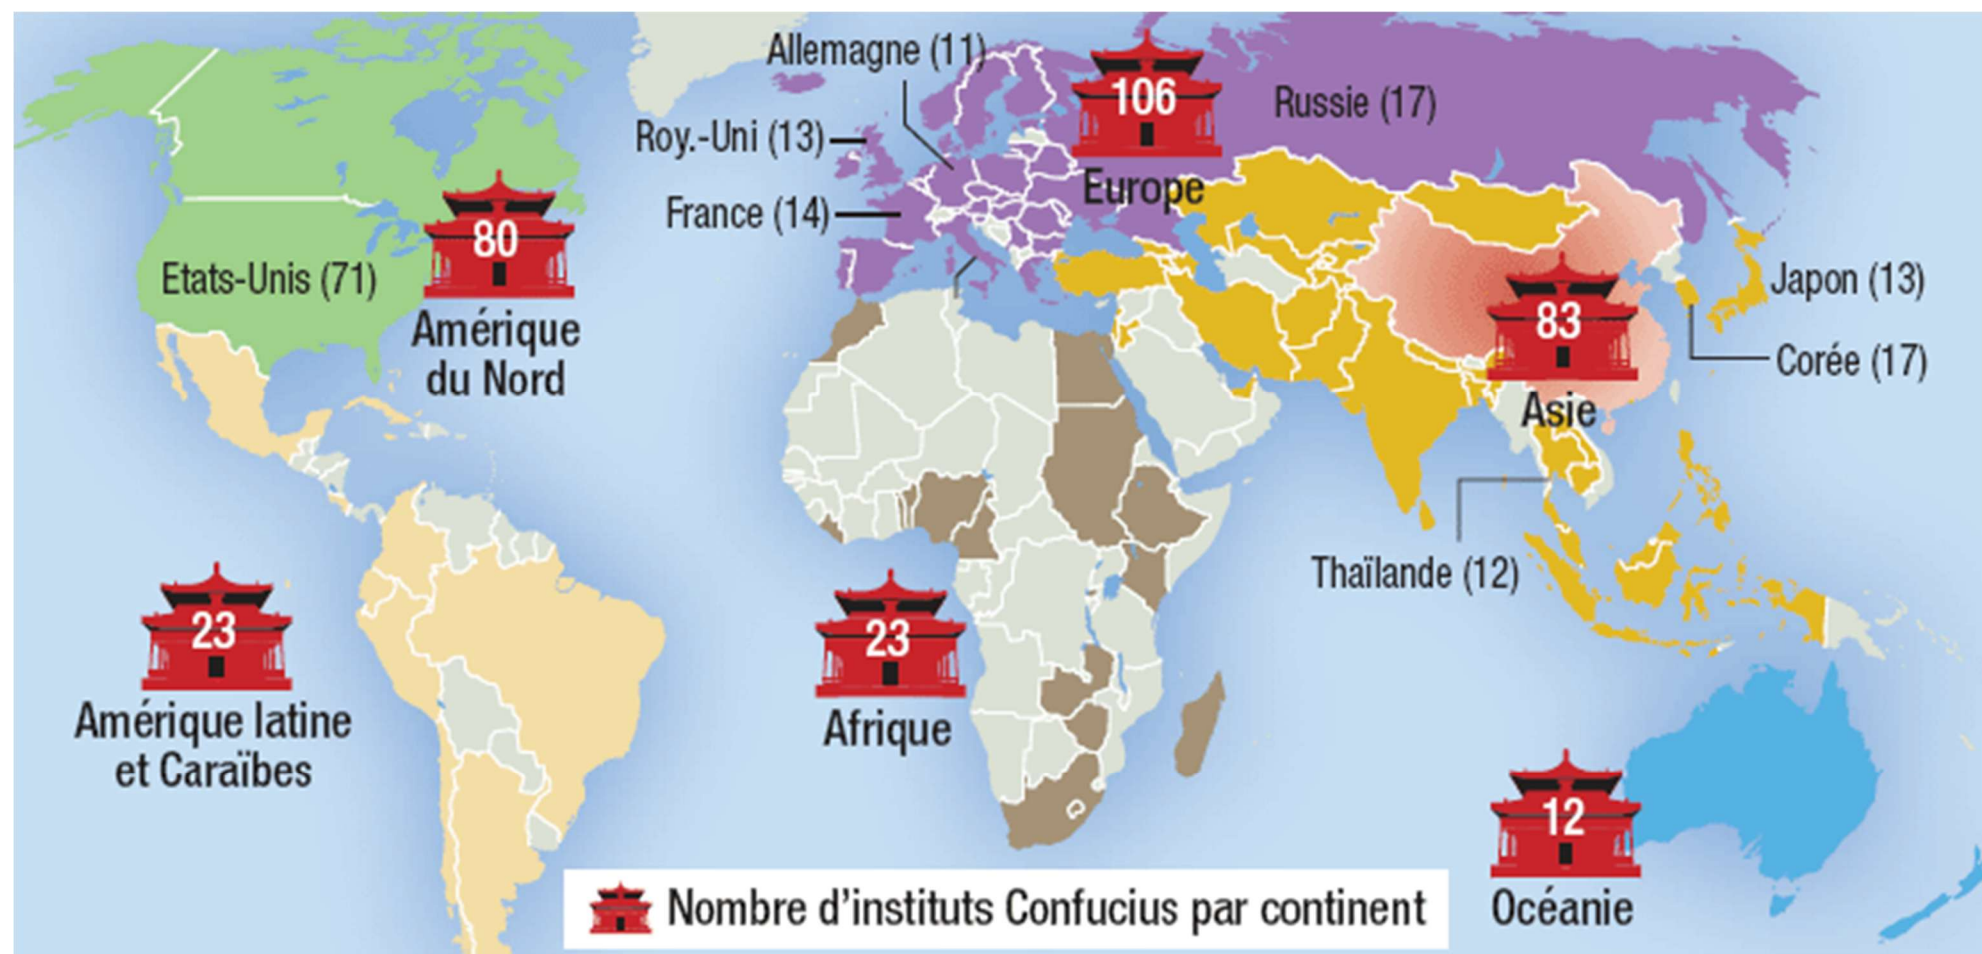 Allemagne (11)
106
Russie (17)
Roy.-Uni (13)
Europe
France (14)
80
Etats-Unis (71)
Amérique
du Nord
83
Japon (13)
Corée (17)
Asie
Thaïlande (12)
23
Amérique latine
et Caraïbes
23
Afrique
12
Océanie
Nombre d’instituts Confucius par continent